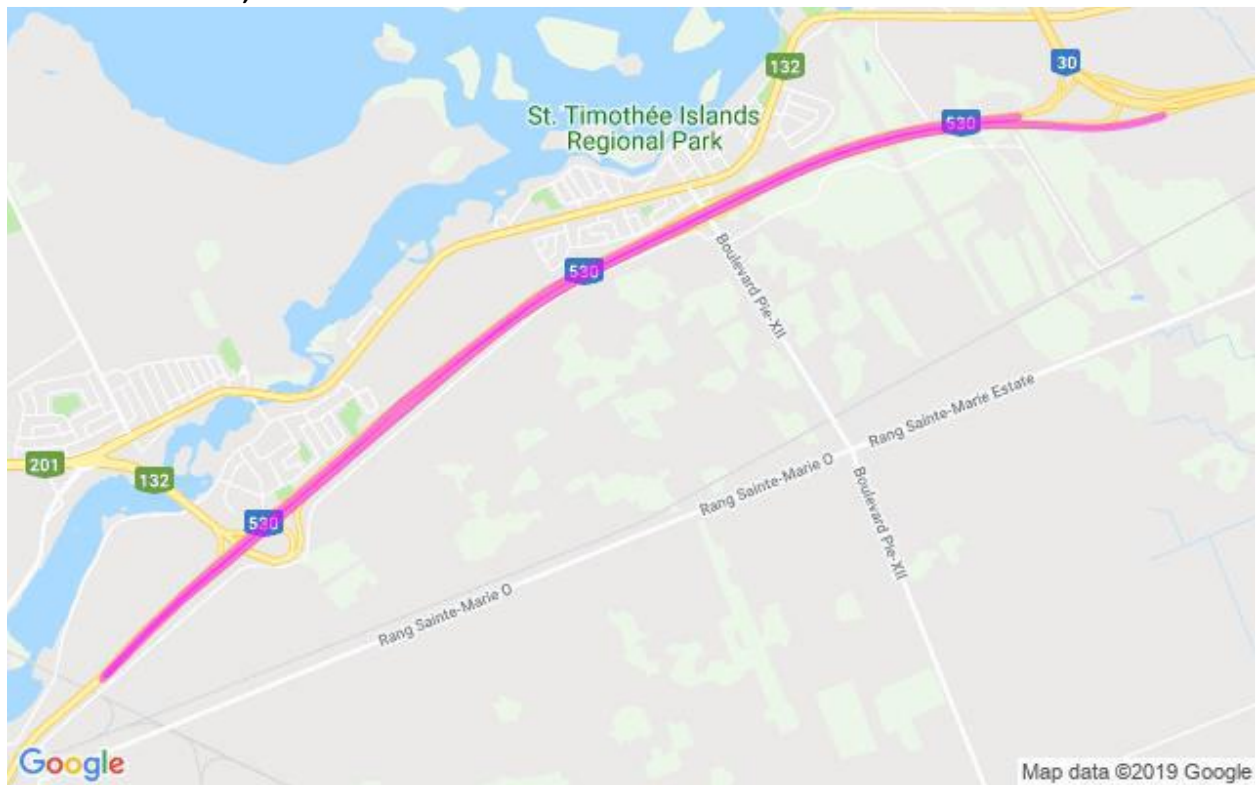 30
132
St. Timothée Islands
Regional Park
530
530
Boulevard Pie-XII
Rang Sainte-Marie Estate
201
132
Rang Sainte-Marie O
Boulevard Pie-XII
530
Rang Sainte-Marie O
Google
Map data ©2019 Google